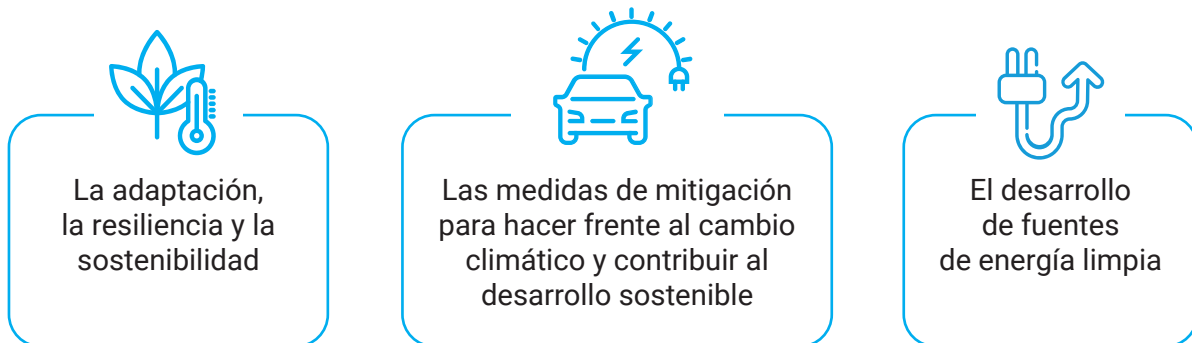 La adaptación,
la resiliencia y la
sostenibilidad
Las medidas de mitigación
para hacer frente al cambio
climático y contribuir al
desarrollo sostenible
El desarrollo
de fuentes
de energía limpia